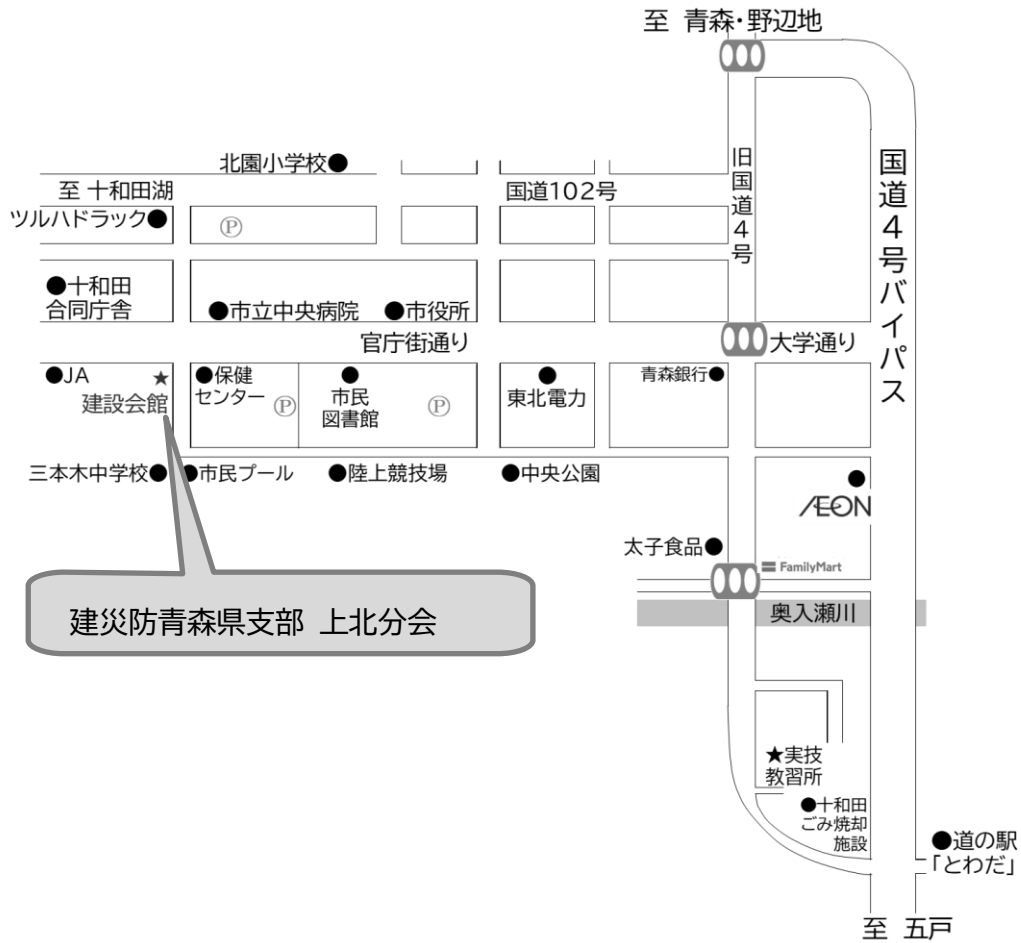 至 青森・野辺地
旧国道4号
国道4号バイパス
北園小学校●
至 十和田湖
国道102号
ツルハドラック●
Ⓟ
●十和田
合同庁舎
●市立中央病院
●市役所
官庁街通り
大学通り
●JA
★
建設会館
●保健
センター
Ⓟ
●
市民
図書館
Ⓟ
●
東北電力
青森銀行●
三本木中学校●
●市民プール
●陸上競技場
●中央公園
●
ÆON
太子食品●
FamilyMart
建災防青森県支部 上北分会
奥入瀬川
★実技
教習所
●十和田
ごみ焼却
施設
●道の駅
「とわだ」
至 五戸